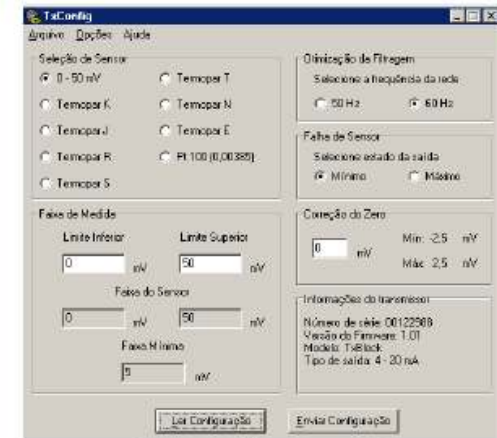 TxConfig
Arquivo Opções Ajuda
Seleção de Sensor
0 - 50 mV
Termopar T
Termopar K
Termopar N
Termopar J
Termopar E
Termopar R
Pt 100 (0,00385)
Termopar S
Otimização da Filtragem
Selecione a frequência da rede
50 Hz
60 Hz
Falha de Sensor
Selecione estado da saída
Mínimo
Máximo
Faixa de Medida
Limite Inferior
Limite Superior
0 mV
50 mV
Faixa do Sensor
0 mV
50 mV
Faixa Mínima
5 mV
Correção do Zero
0 mV
Mín: -2,5 mV
Máx: 2,5 mV
Informações do transmissor
Número de série: 00122988
Versão do Firmware: 1.01
Modelo: TxBlock
Tipo de saída: 4 - 20 mA
Ler Configuração
Enviar Configuração